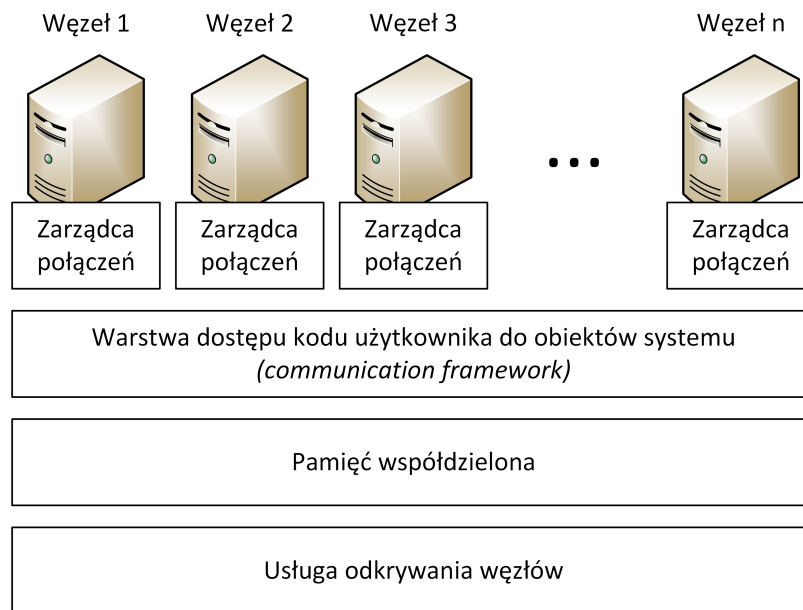 Węzeł 1
Węzeł 2
Węzeł 3
Węzeł n
...
Zarządca
połączeń
Zarządca
połączeń
Zarządca
połączeń
Zarządca
połączeń
Warstwa dostępu kodu użytkownika do obiektów systemu
(communication framework)
Pamięć współdzielona
Usługa odkrywania węzłów